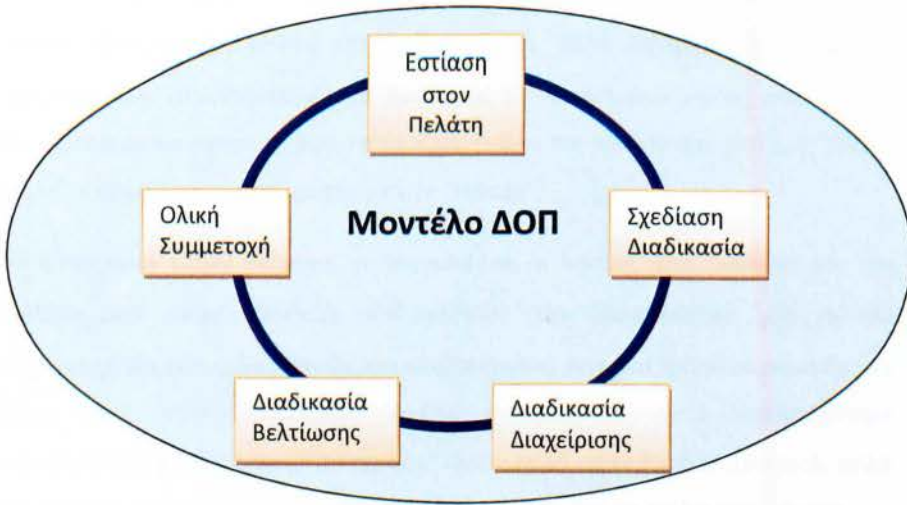 Εστίαση
στον
Πελάτη
Ολική
Συμμετοχή
Μοντέλο ΔΟΠ
Σχεδίαση
Διαδικασία
Διαδικασία
Βελτίωσης
Διαδικασία
Διαχείρισης